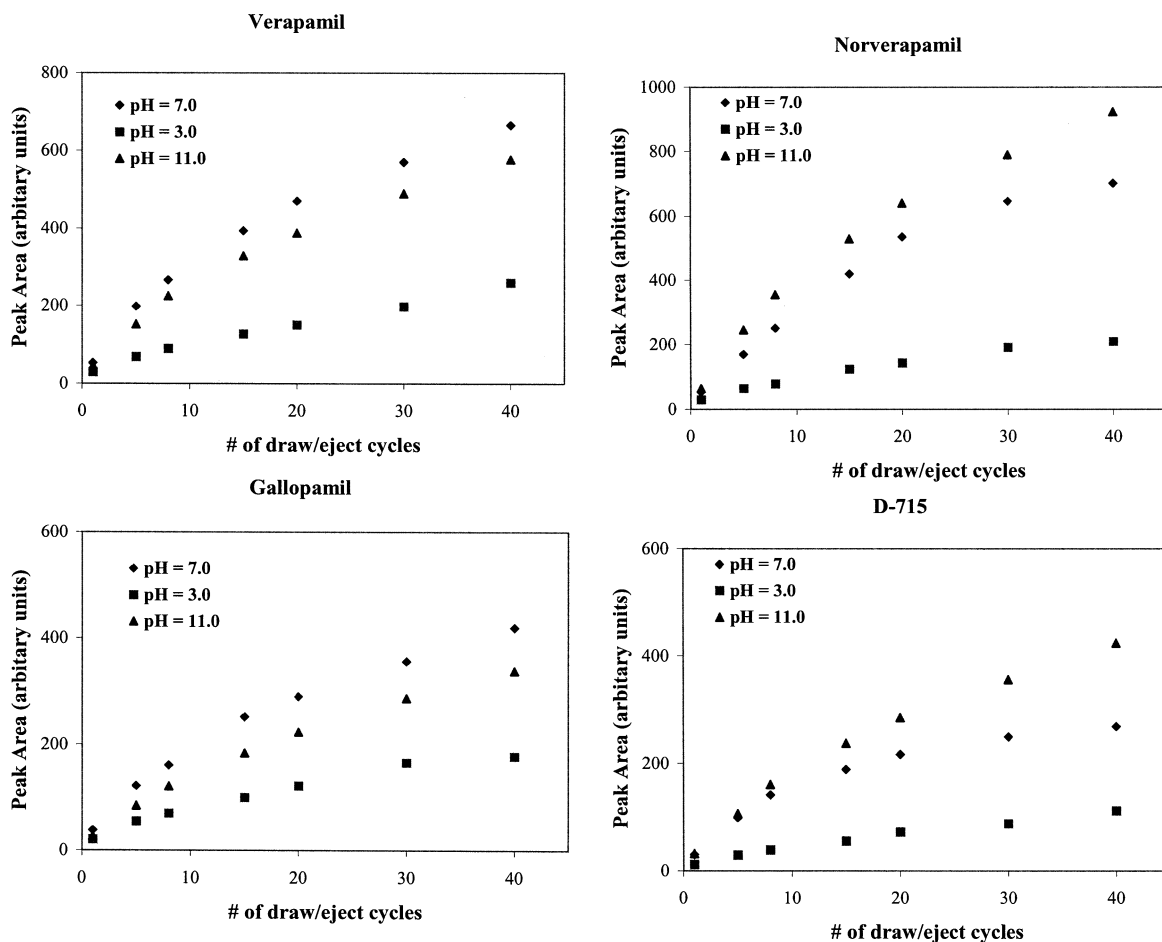 Verapamil
Peak Area (arbitary units)
800
600
400
200
0
pH = 7.0
pH = 3.0
pH = 11.0
0 10 20 30 40
# of draw/eject cycles
Norverapamil
Peak Area (arbitary units)
1000
800
600
400
200
0
pH = 7.0
pH = 3.0
pH = 11.0
0 10 20 30 40
# of draw/eject cycles
Gallopamil
Peak Area (arbitary units)
600
400
200
0
pH = 7.0
pH = 3.0
pH = 11.0
0 10 20 30 40
# of draw/eject cycles
D-715
Peak Area (arbitary units)
600
400
200
0
pH = 7.0
pH = 3.0
pH = 11.0
0 10 20 30 40
# of draw/eject cycles